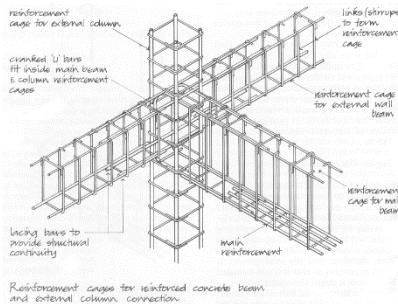 reinforcement
cage for external column
cranked 'U' bars
fit inside main beam
& column reinforcement
cages
links (stirrups
to form
reinforcement
cage
reinforcement cage
for external wall
beam
reinforcement
cage for main
beam
lacing bars to
provide structural
continuity
main
reinforcement
Reinforcement cages for reinforced concrete beam
and external column connection